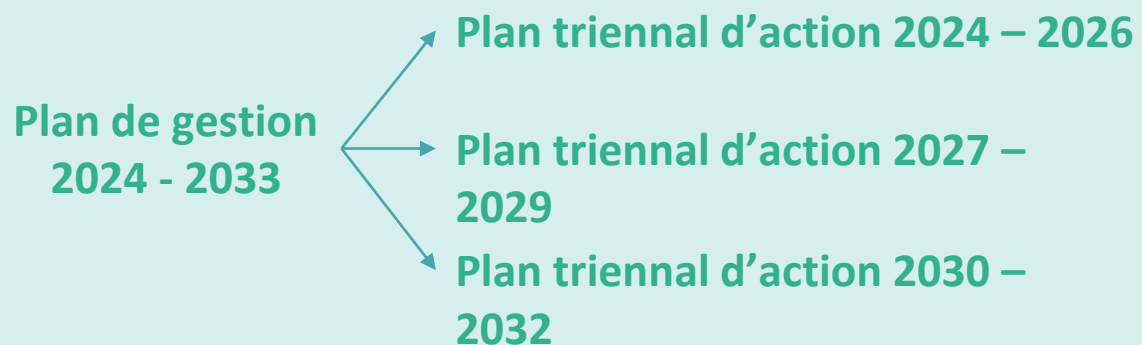 Plan triennal d’action 2024 – 2026
Plan de gestion
2024 - 2033
Plan triennal d’action 2027 –
2029
Plan triennal d’action 2030 –
2032